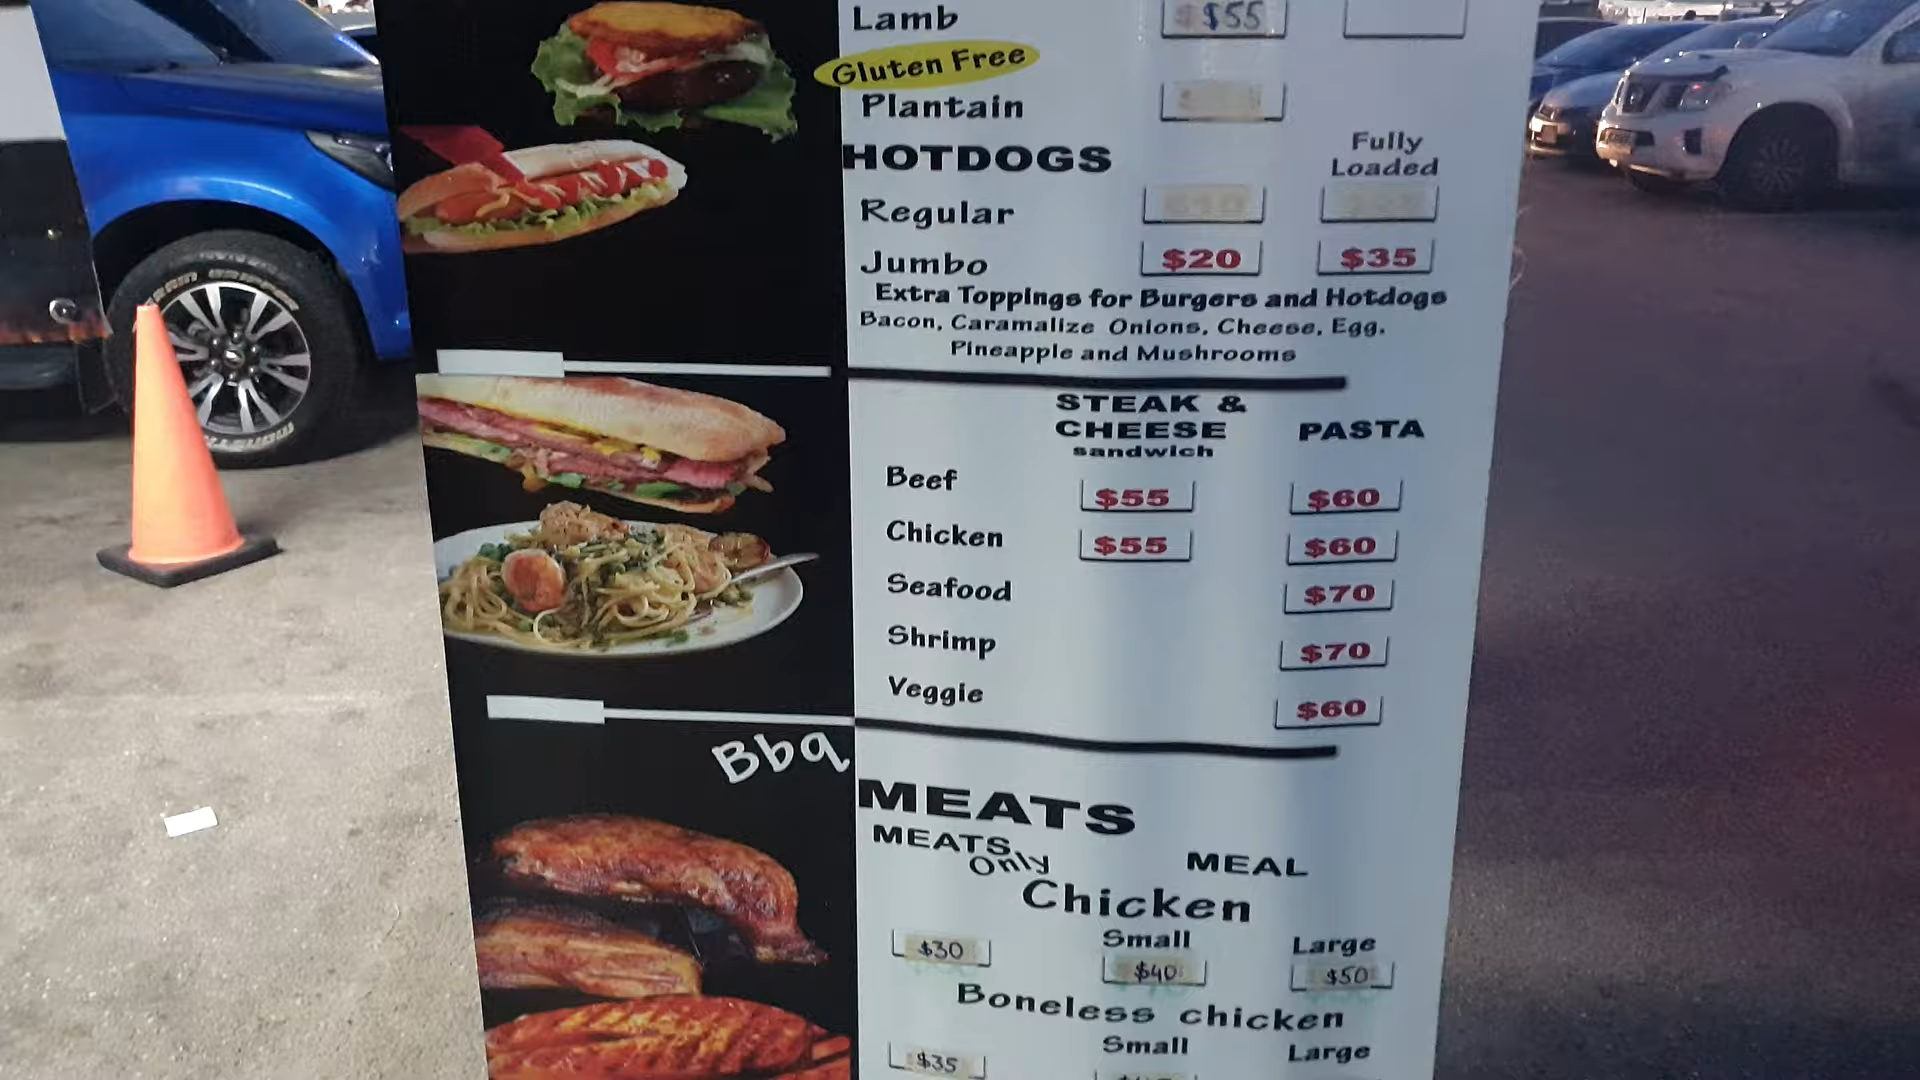 Lamb $55
Gluten Free
Plantain
HOTDOGS
Fully
Loaded
Regular
Jumbo $20 $35
Extra Toppings for Burgers and Hotdogs
Bacon, Caramalize Onions, Cheese, Egg,
Pineapple and Mushrooms
STEAK &
CHEESE PASTA
sandwich
Beef $55 $60
Chicken $55 $60
Seafood $70
Shrimp $70
Veggie $60
Bbq
MEATS
MEATS
Only MEAL
Chicken
Small Large
$30 $40 $50
Boneless chicken
Small Large
$35